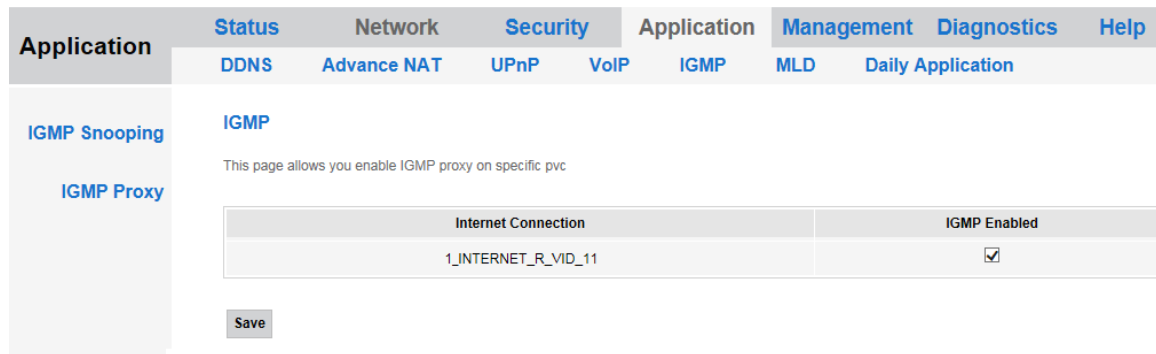 Application
Status Network Security Application Management Diagnostics Help
DDNS Advance NAT UPnP VoIP IGMP MLD Daily Application
IGMP Snooping
IGMP Proxy
IGMP
This page allows you enable IGMP proxy on specific pvc
Internet Connection IGMP Enabled
1_INTERNET_R_VID_11
Save